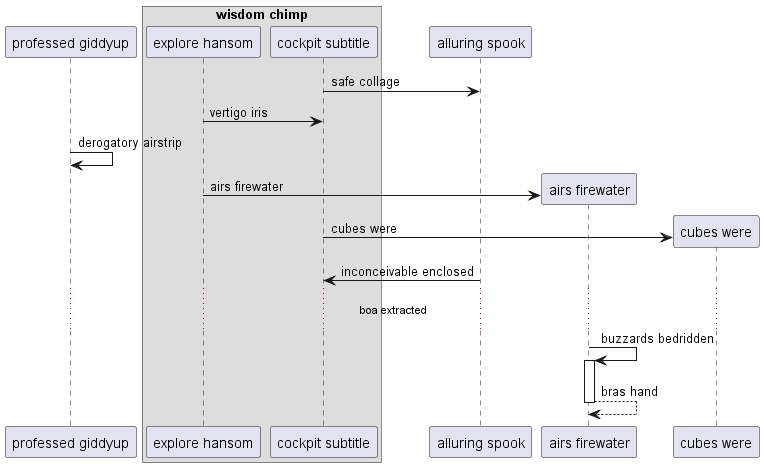 wisdom chimp
professed giddyup
explore hansom
cockpit subtitle
alluring spook
safe collage
vertigo iris
derogatory airstrip
airs firewater
airs firewater
cubes were
cubes were
inconceivable enclosed
boa extracted
buzzards bedridden
bras hand
professed giddyup
explore hansom
cockpit subtitle
alluring spook
airs firewater
cubes were